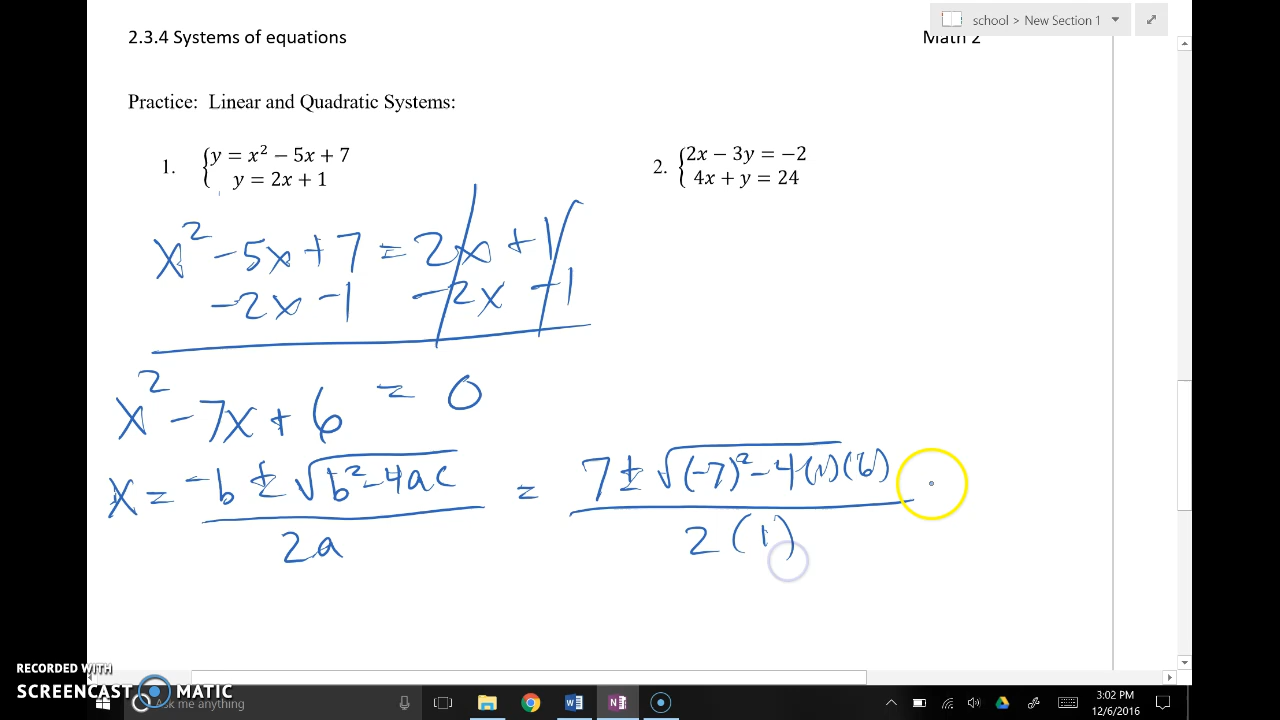 school > New Section 1
2.3.4 Systems of equations
Math 2
Practice: Linear and Quadratic Systems:
1. {y = x² − 5x + 7
y = 2x + 1
2. {2x − 3y = −2
4x + y = 24
x² - 5x + 7 = 2x + 1
-2x -1 -2x -1
x² - 7x + 6 = 0
x = -b ± √b² - 4ac = 7 ± √(-7)² - 4(1)(6)
2a 2(1)
RECORDED WITH
SCREENCAST MATIC
Ask me anything
3:02 PM
12/6/2016